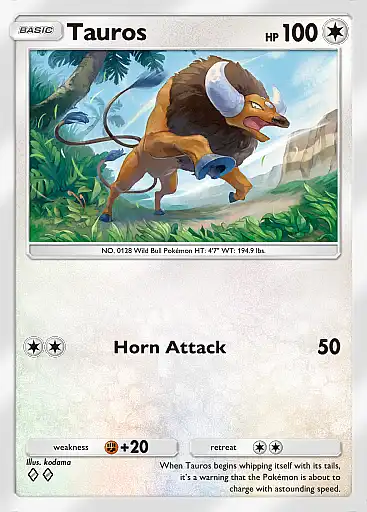 BASIC Tauros HP 100
NO. 0128 Wild Bull Pokémon HT: 4'7" WT: 194.9 lbs.
Horn Attack 50
weakness +20 retreat
Illus. kodama
When Tauros begins whipping itself with its tails,
it's a warning that the Pokémon is about to
charge with astounding speed.